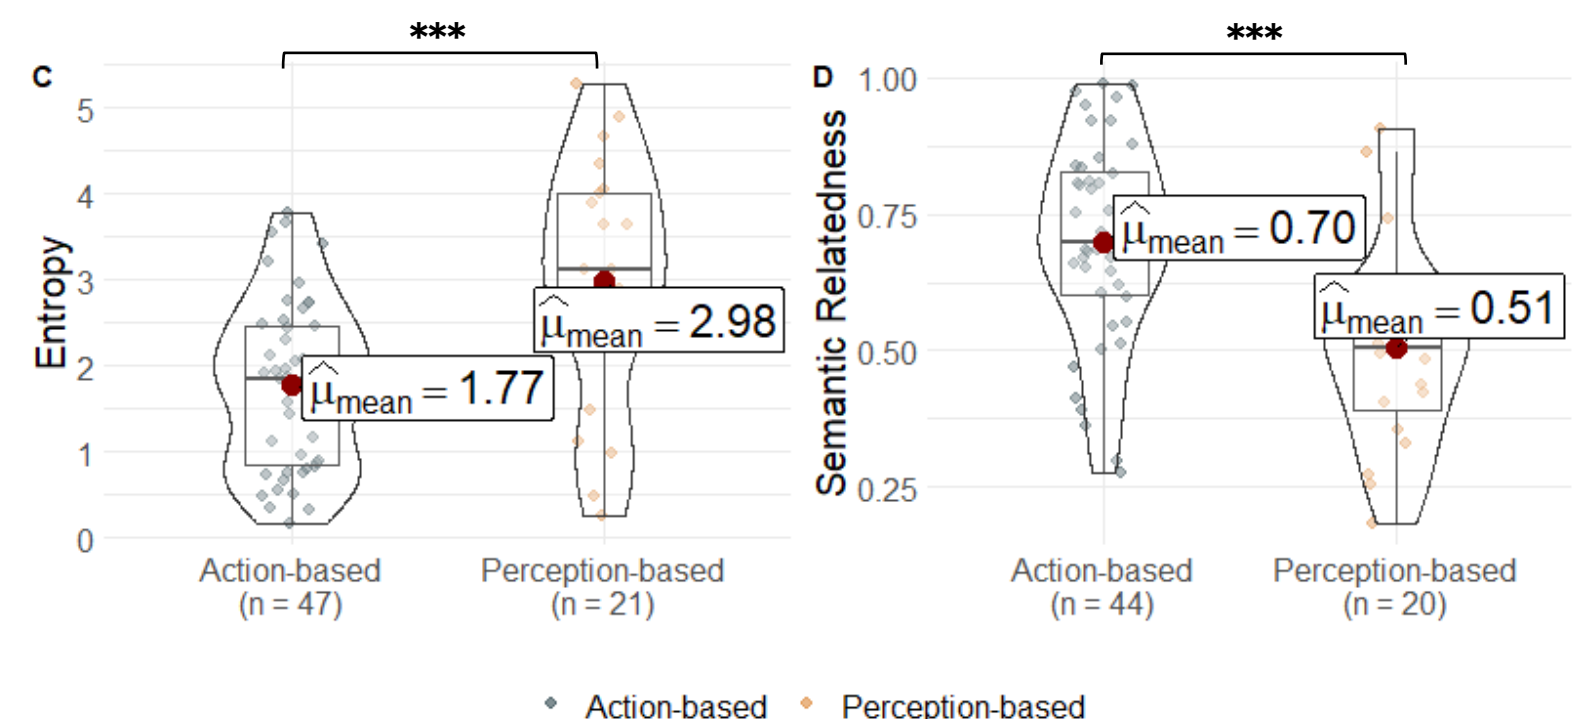 ***
***
C
D
Entropy
5
4
3
2
1
0
μ̂mean = 2.98
μ̂mean = 1.77
Action-based
(n = 47)
Perception-based
(n = 21)
Semantic Relatedness
1.00
0.75
0.50
0.25
μ̂mean = 0.70
μ̂mean = 0.51
Action-based
(n = 44)
Perception-based
(n = 20)
Action-based
Perception-based